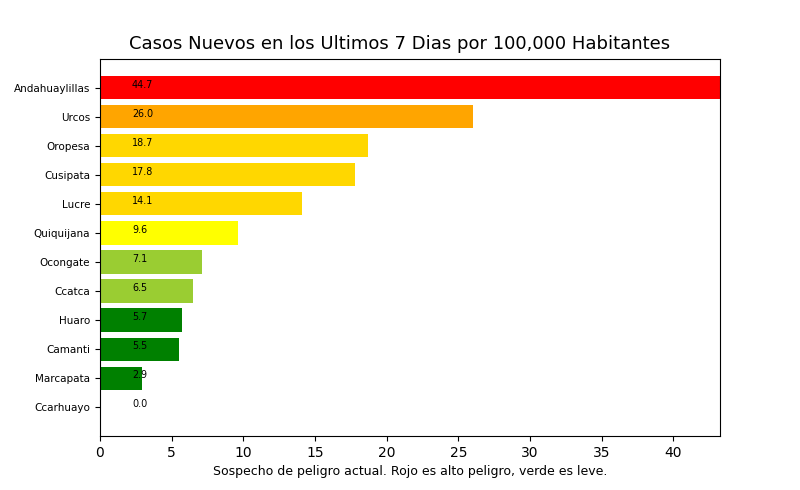 Casos Nuevos en los Ultimos 7 Dias por 100,000 Habitantes
Andahuaylillas 44.7
Urcos 26.0
Oropesa 18.7
Cusipata 17.8
Lucre 14.1
Quiquijana 9.6
Ocongate 7.1
Ccatca 6.5
Huaro 5.7
Camanti 5.5
Marcapata 2.9
Ccarhuayo 0.0
0 5 10 15 20 25 30 35 40
Sospecho de peligro actual. Rojo es alto peligro, verde es leve.